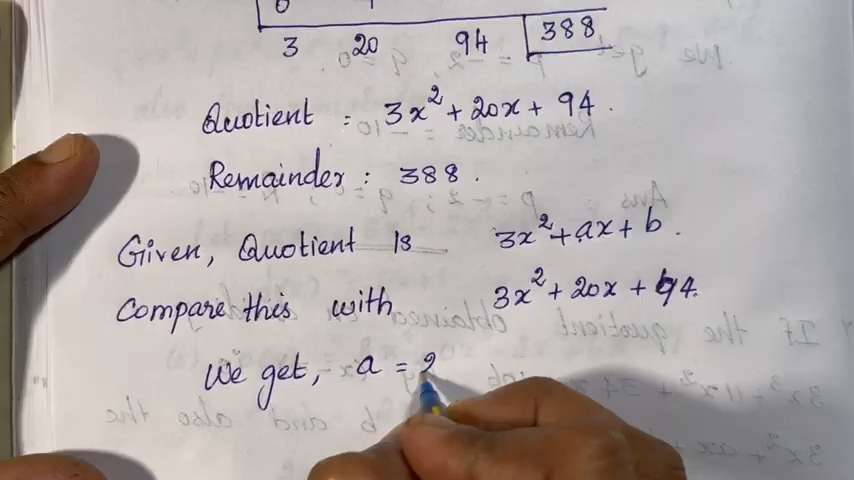 3 20 94 388
Quotient : 3x² + 20x + 94.
Remainder : 388.
Given, Quotient is 3x² + ax + b.
Compare this with 3x² + 20x + 94.
We get, a = 2